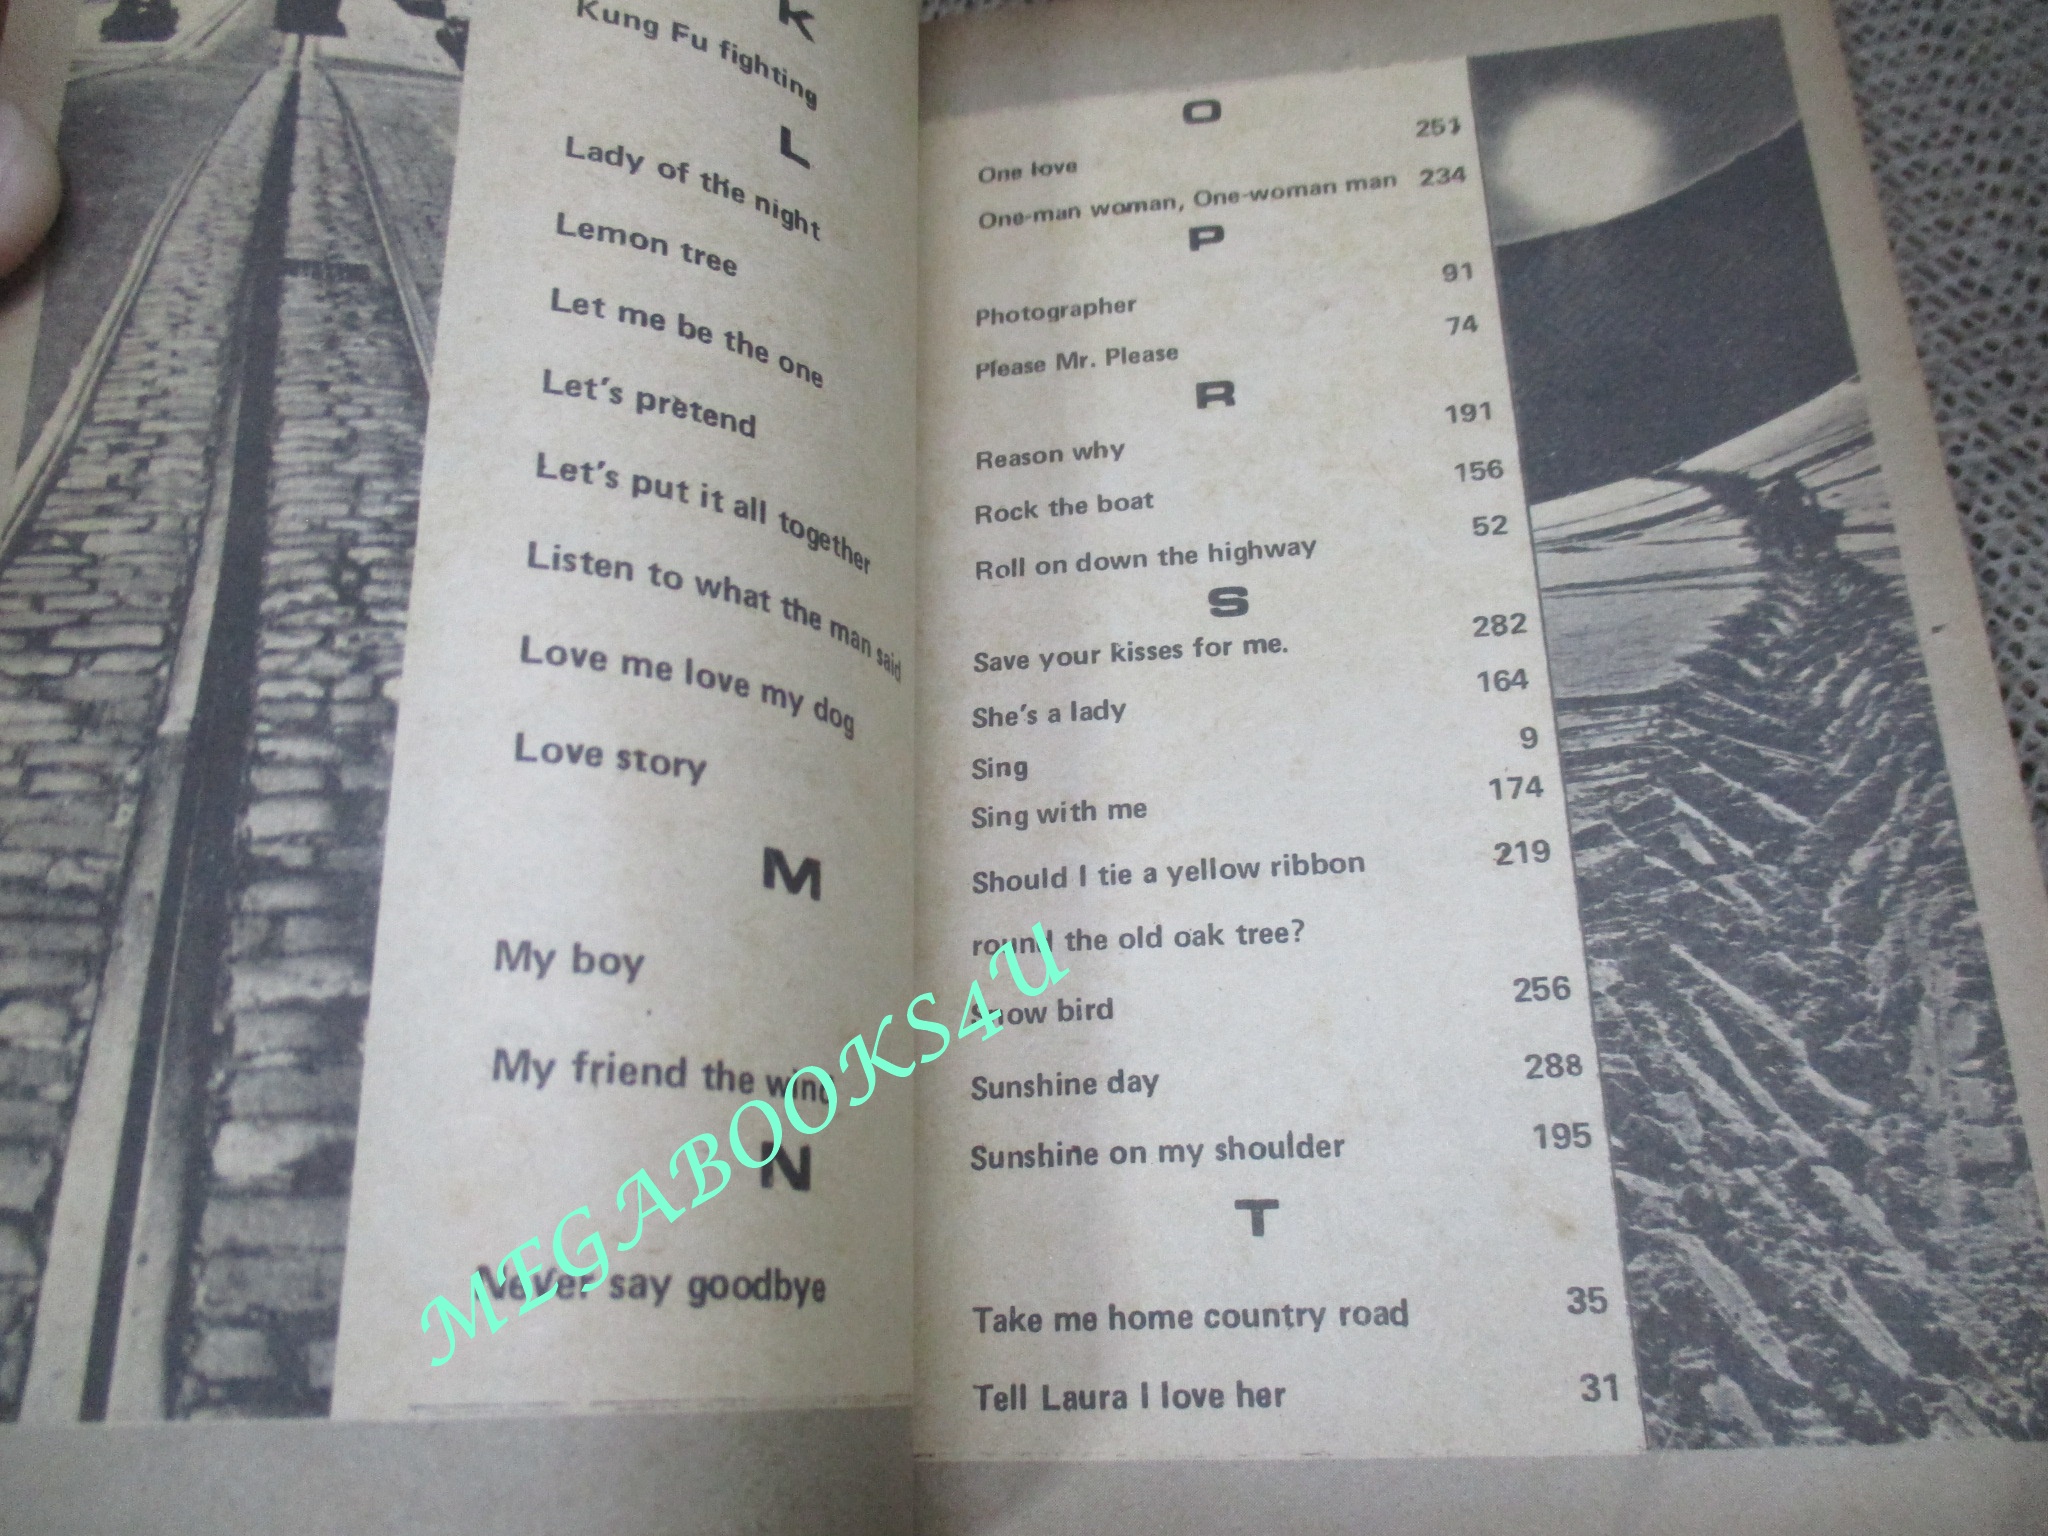 K
Kung Fu fighting
L
Lady of the night
Lemon tree
Let me be the one
Let's pretend
Let's put it all together
Listen to what the man said
Love me love my dog
Love story
M
My boy
My friend the wind
N
Never say goodbye
O
One love 251
One-man woman, One-woman man 234
P
Photographer 91
Please Mr. Please 74
R
Reason why 191
Rock the boat 156
Roll on down the highway 52
S
Save your kisses for me. 282
She's a lady 164
Sing 9
Sing with me 174
Should I tie a yellow ribbon 219
round the old oak tree?
Snow bird 256
Sunshine day 288
Sunshine on my shoulder 195
T
Take me home country road 35
Tell Laura I love her 31
MEGABOOKS4U